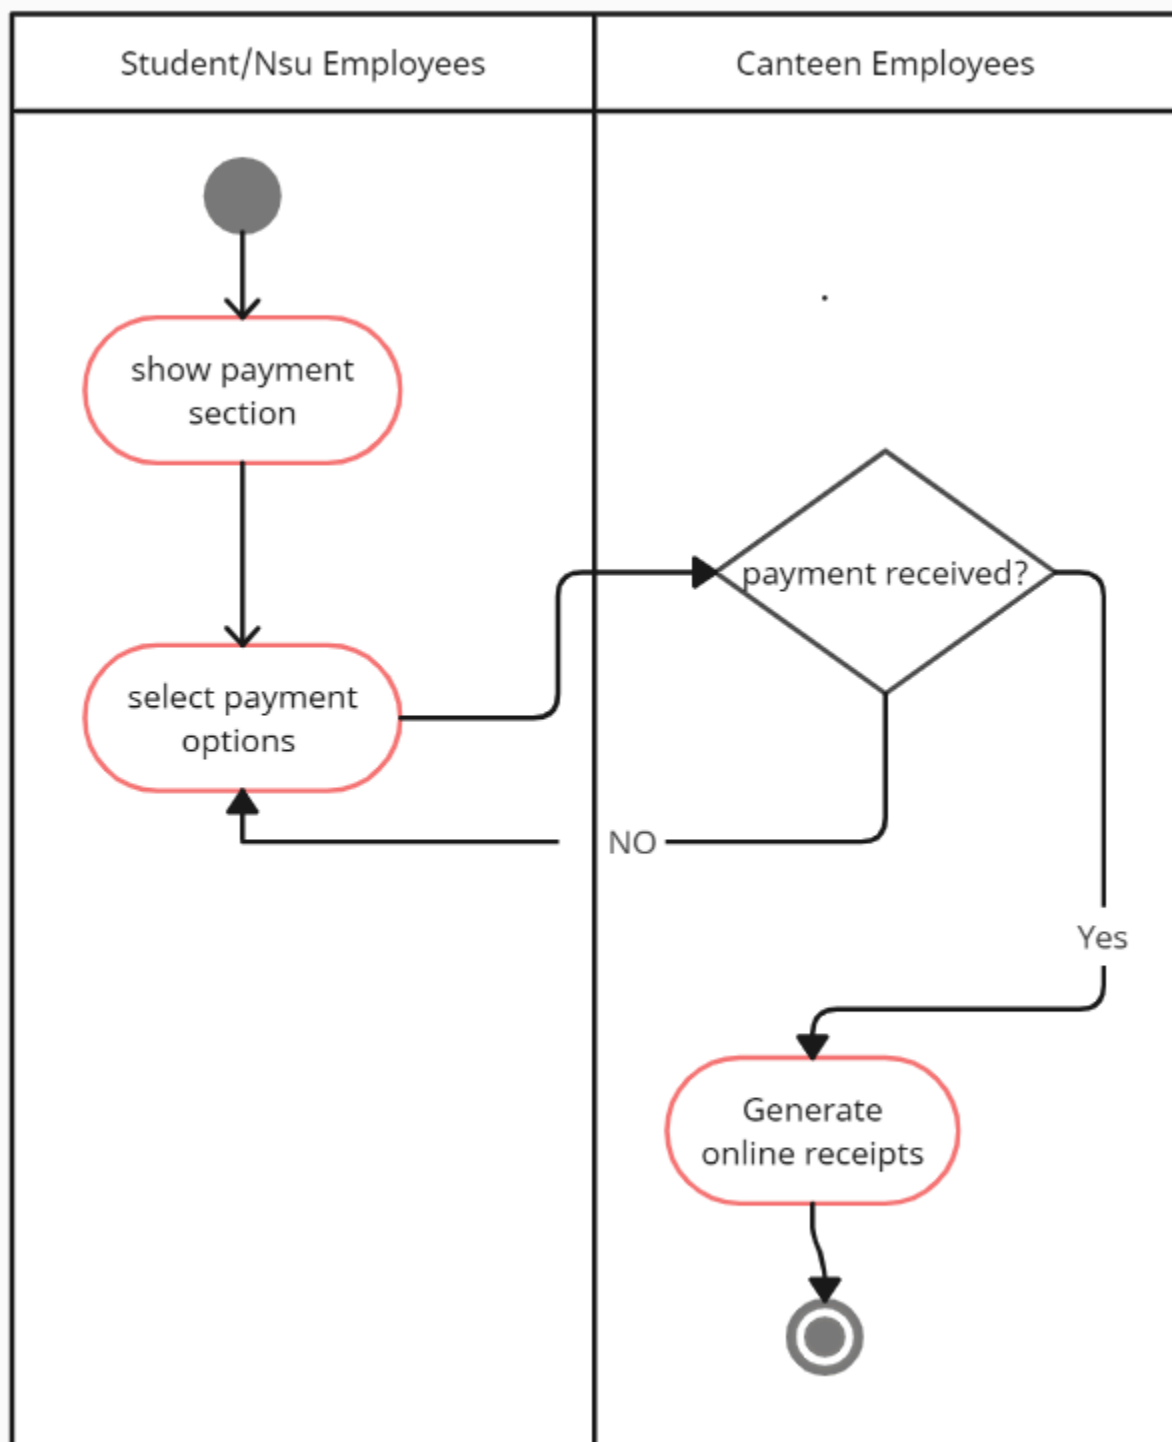 Student/Nsu Employees
Canteen Employees
show payment
section
payment received?
select payment
options
NO
Yes
Generate
online receipts